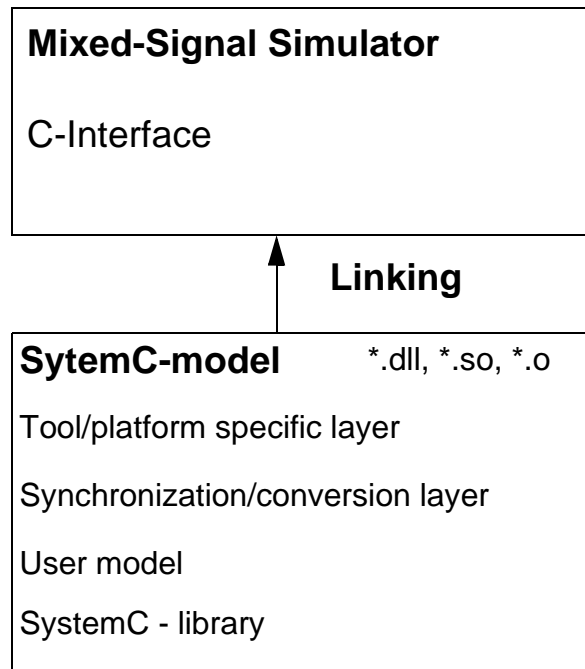 Mixed-Signal Simulator
C-Interface
Linking
SytemC-model *.dll, *.so, *.o
Tool/platform specific layer
Synchronization/conversion layer
User model
SystemC - library